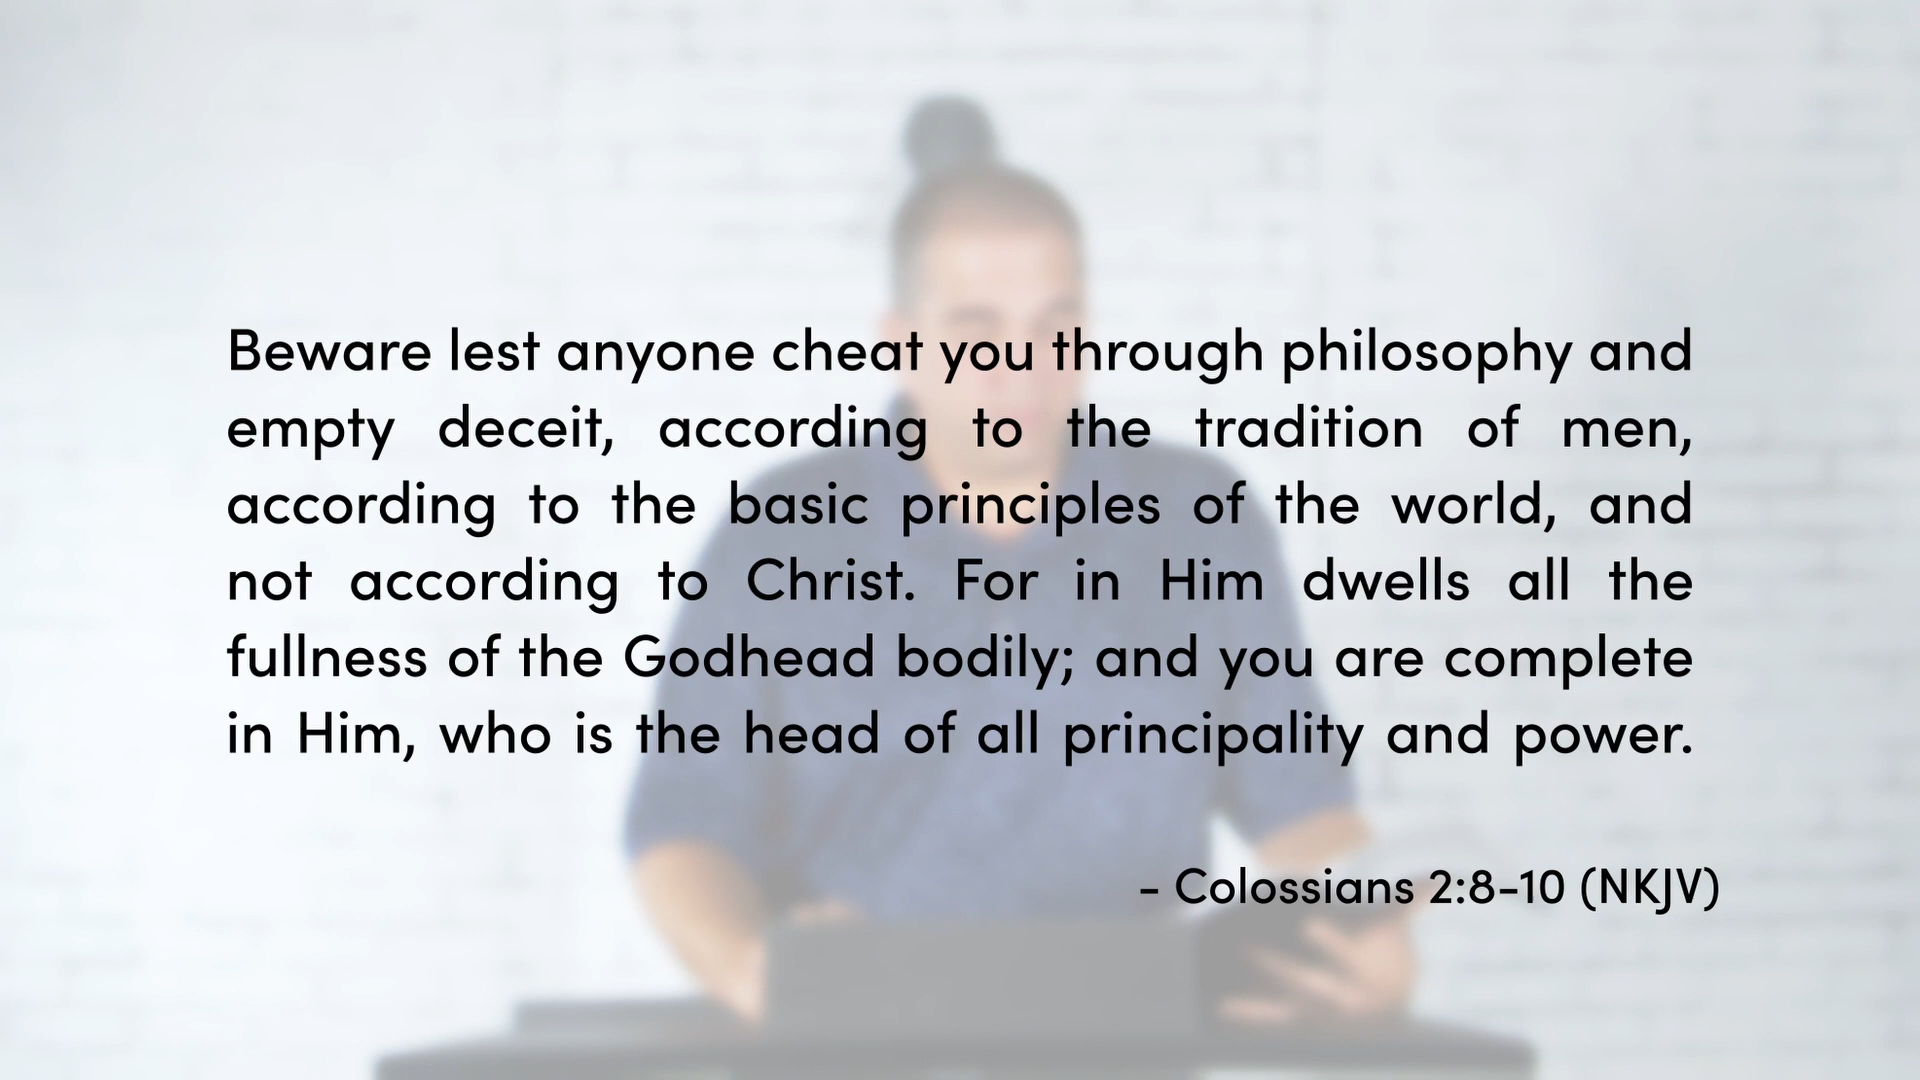 Beware lest anyone cheat you through philosophy and
empty deceit, according to the tradition of men,
according to the basic principles of the world, and
not according to Christ. For in Him dwells all the
fullness of the Godhead bodily; and you are complete
in Him, who is the head of all principality and power.
- Colossians 2:8-10 (NKJV)